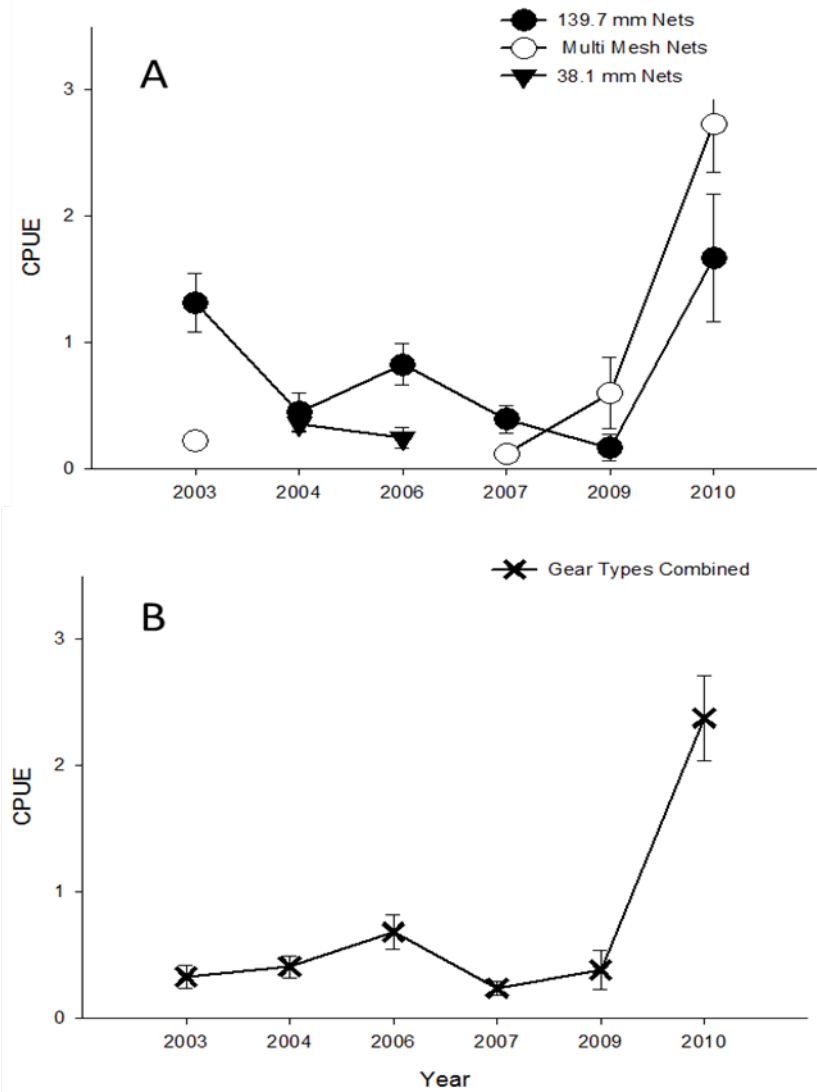 139.7 mm Nets
Multi Mesh Nets
38.1 mm Nets
A
3
2
1
0
CPUE
2003 2004 2006 2007 2009 2010
Gear Types Combined
B
3
2
1
0
CPUE
2003 2004 2006 2007 2009 2010
Year